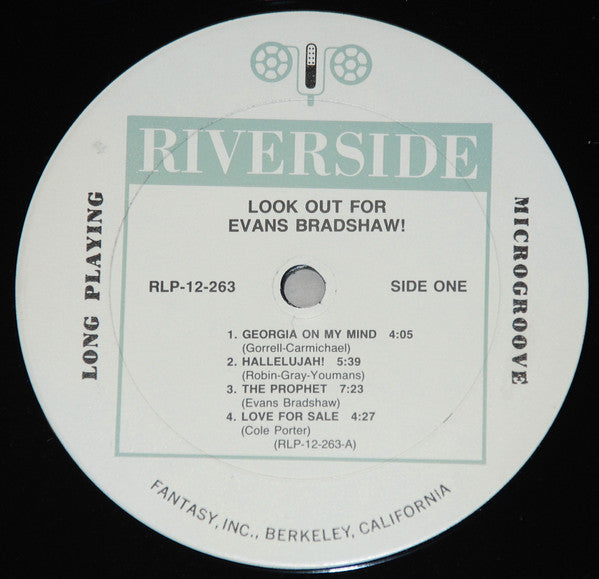 RIVERSIDE
LOOK OUT FOR
EVANS BRADSHAW!
LONG PLAYING
MICROGROOVE
RLP-12-263 SIDE ONE
1. GEORGIA ON MY MIND 4:05
(Gorrell-Carmichael)
2. HALLELUJAH! 5:39
(Robin-Gray-Youmans)
3. THE PROPHET 7:23
(Evans Bradshaw)
4. LOVE FOR SALE 4:27
(Cole Porter)
(RLP-12-263-A)
FANTASY, INC., BERKELEY, CALIFORNIA